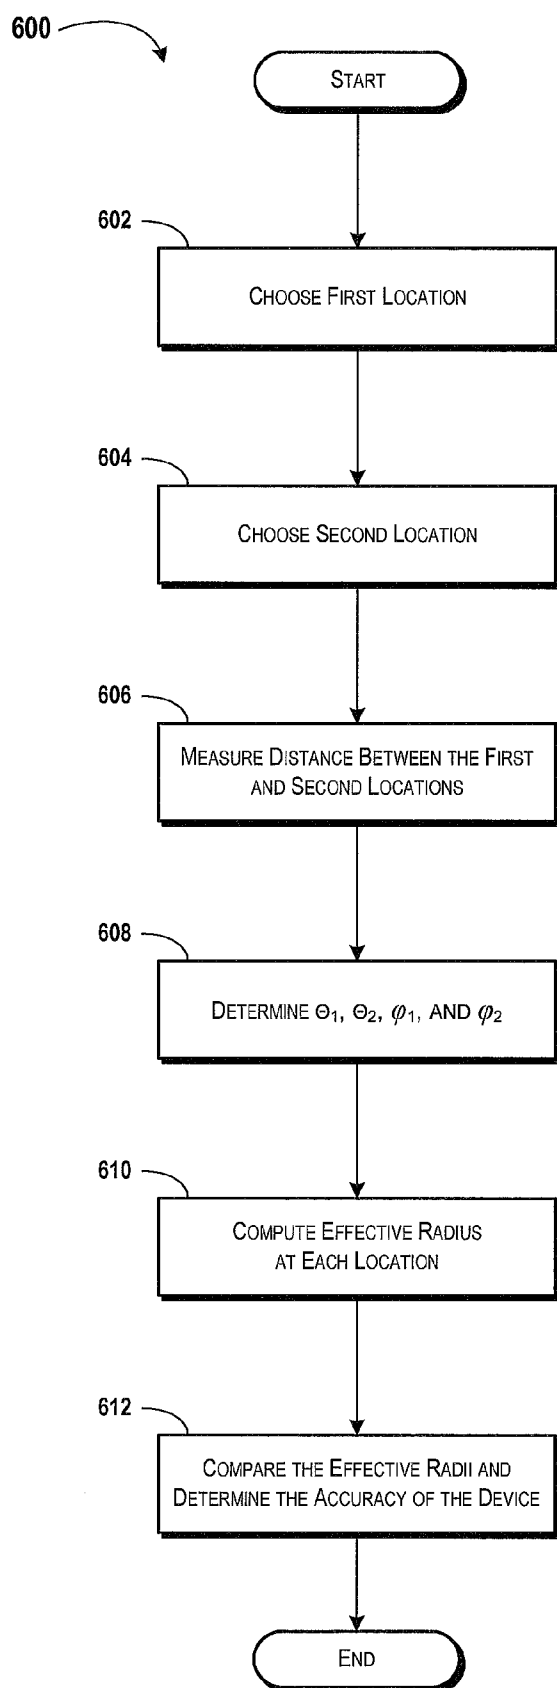 600
START
602
CHOOSE FIRST LOCATION
604
CHOOSE SECOND LOCATION
606
MEASURE DISTANCE BETWEEN THE FIRST
AND SECOND LOCATIONS
608
DETERMINE Θ₁, Θ₂, φ₁, AND φ₂
610
COMPUTE EFFECTIVE RADIUS
AT EACH LOCATION
612
COMPARE THE EFFECTIVE RADII AND
DETERMINE THE ACCURACY OF THE DEVICE
END